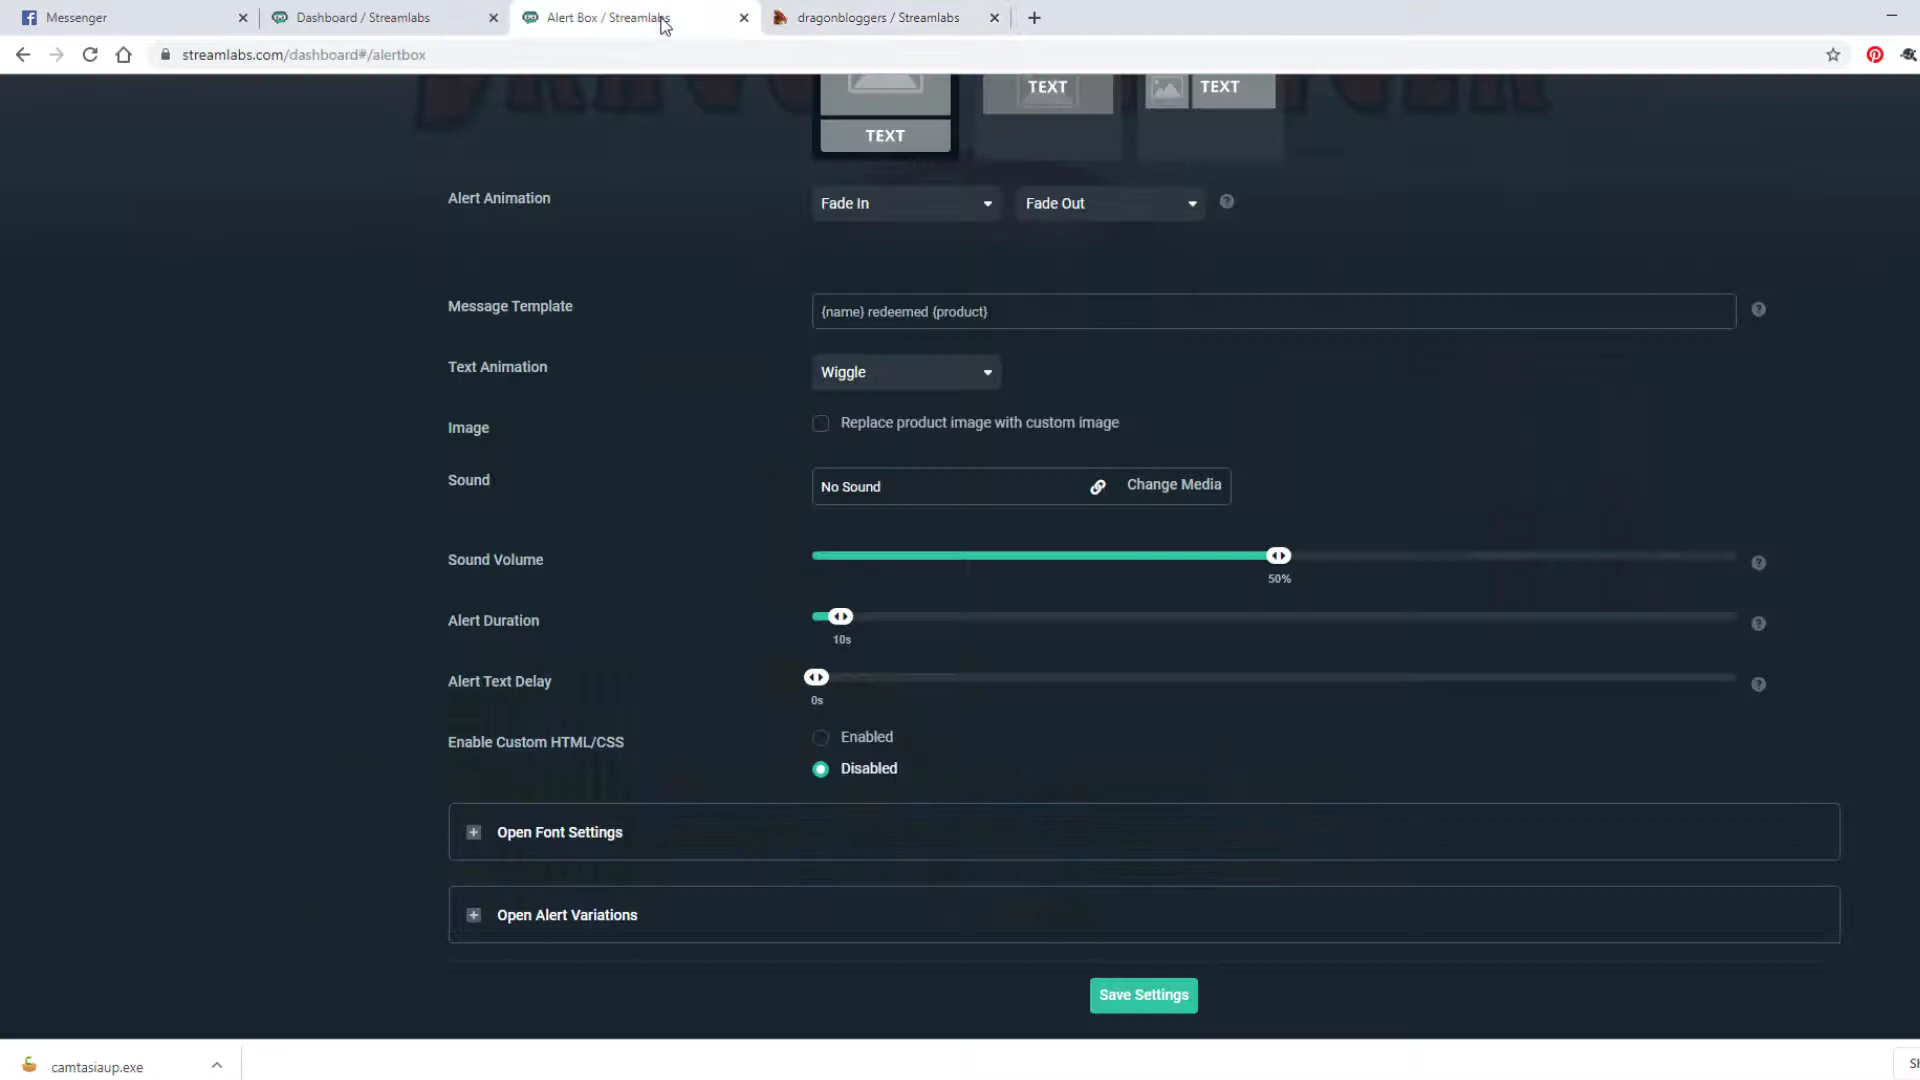 Messenger
Dashboard / Streamlabs
Alert Box / Streamlabs
dragonbloggers / Streamlabs
streamlabs.com/dashboard#/alertbox
TEXT
TEXT
TEXT
Alert Animation
Fade In
Fade Out
Message Template
{name} redeemed {product}
Text Animation
Wiggle
Image
Replace product image with custom image
Sound
No Sound
Change Media
Sound Volume
50%
Alert Duration
10s
Alert Text Delay
0s
Enable Custom HTML/CSS
Enabled
Disabled
Open Font Settings
Open Alert Variations
Save Settings
camtasiaup.exe